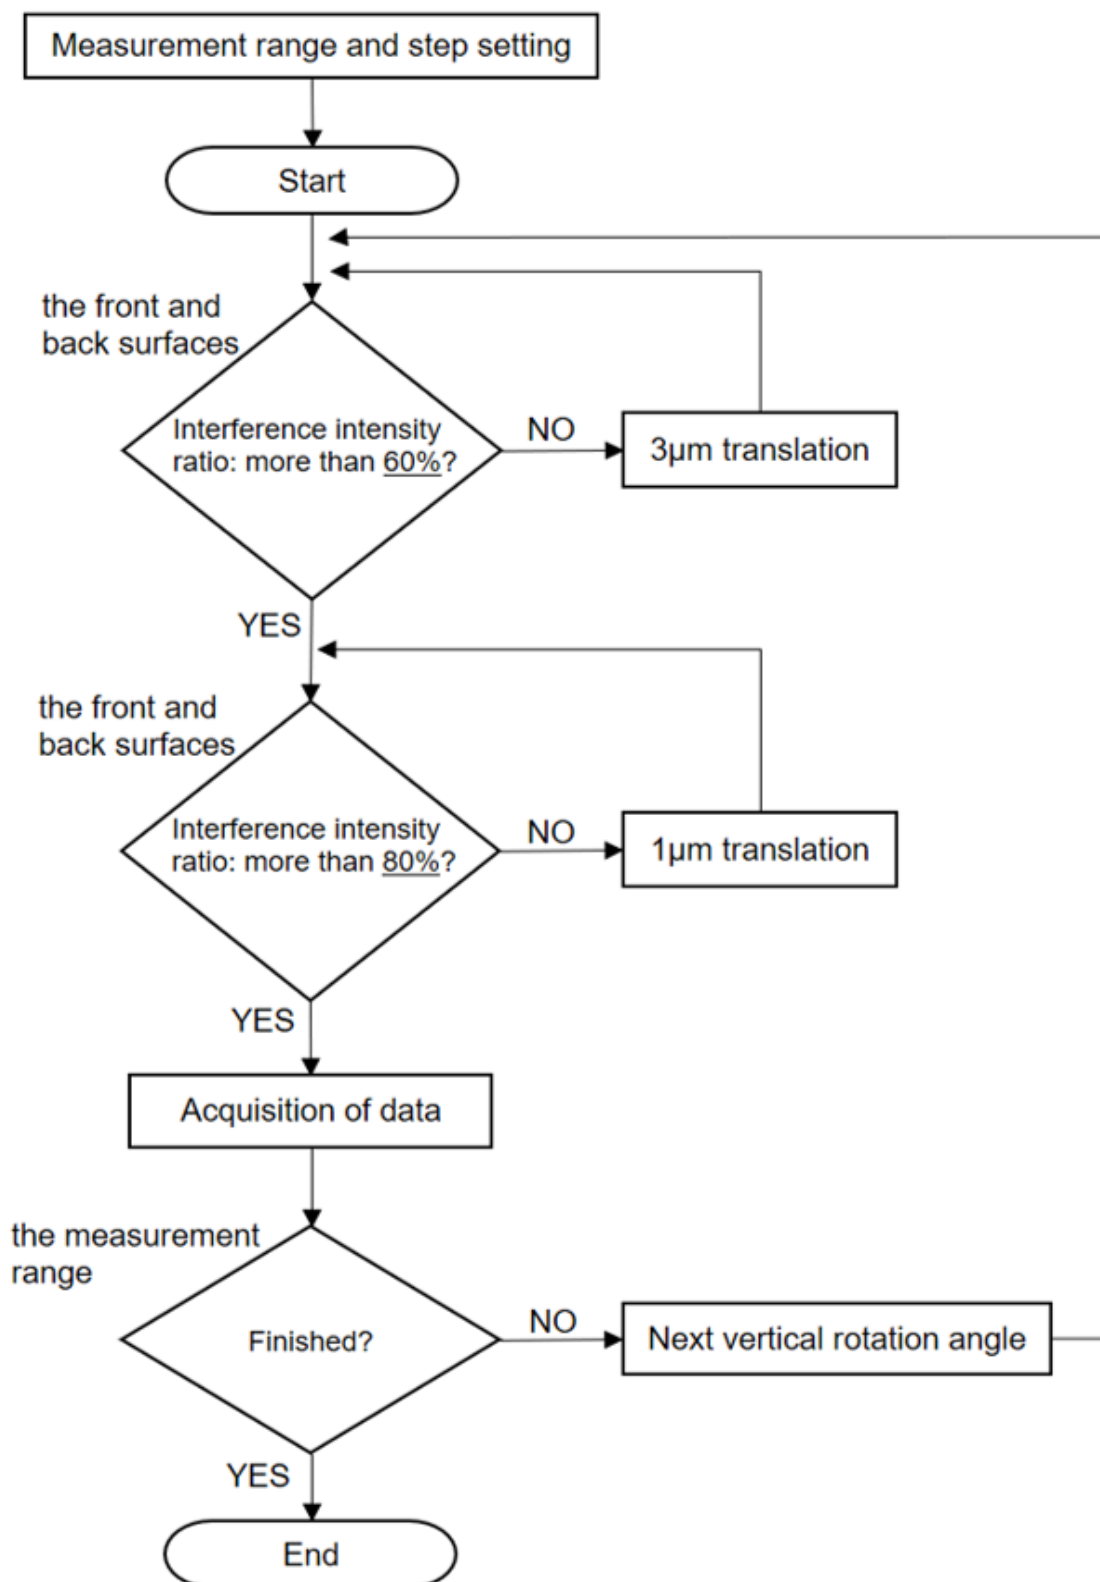 Measurement range and step setting
Start
the front and
back surfaces
Interference intensity
ratio: more than 60%?
NO
3μm translation
YES
the front and
back surfaces
Interference intensity
ratio: more than 80%?
NO
1μm translation
YES
Acquisition of data
the measurement
range
Finished?
NO
Next vertical rotation angle
YES
End